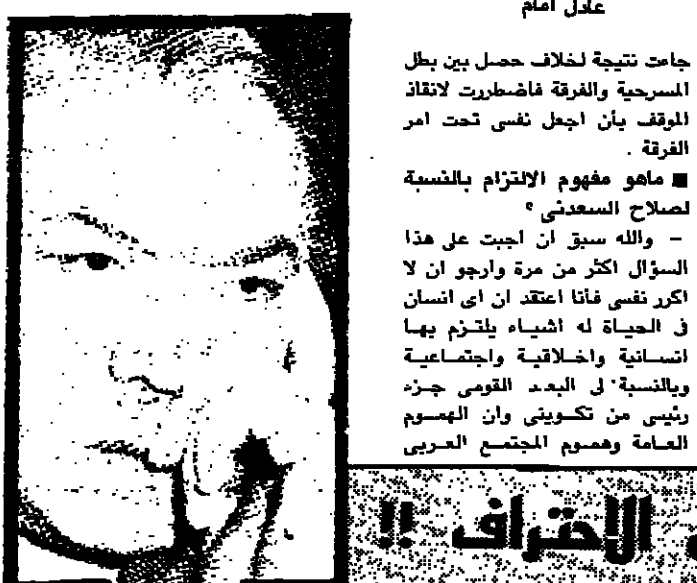 عادل امام
جاءت نتيجة لخلاف حصل بين بطل
المسرحية والفرقة فاضطررت لانقاذ
الموقف بأن اجعل نفسى تحت امر
الفرقة .
■ ماهو مفهوم الالتزام بالنسبة
لصلاح السعدنى ؟
- والله سبق ان اجبت على هذا
السؤال اكثر من مرة وارجو ان لا
اكرر نفسى فأنا اعتقد ان اى انسان
فى الحياة له اشياء يلتزم بها
انسانية واخلاقية واجتماعية
وبالنسبة لى البعد القومى جزء
رئيسى من تكوينى وان الهموم
العامة وهموم المجتمع العربى
الاحتراف !!